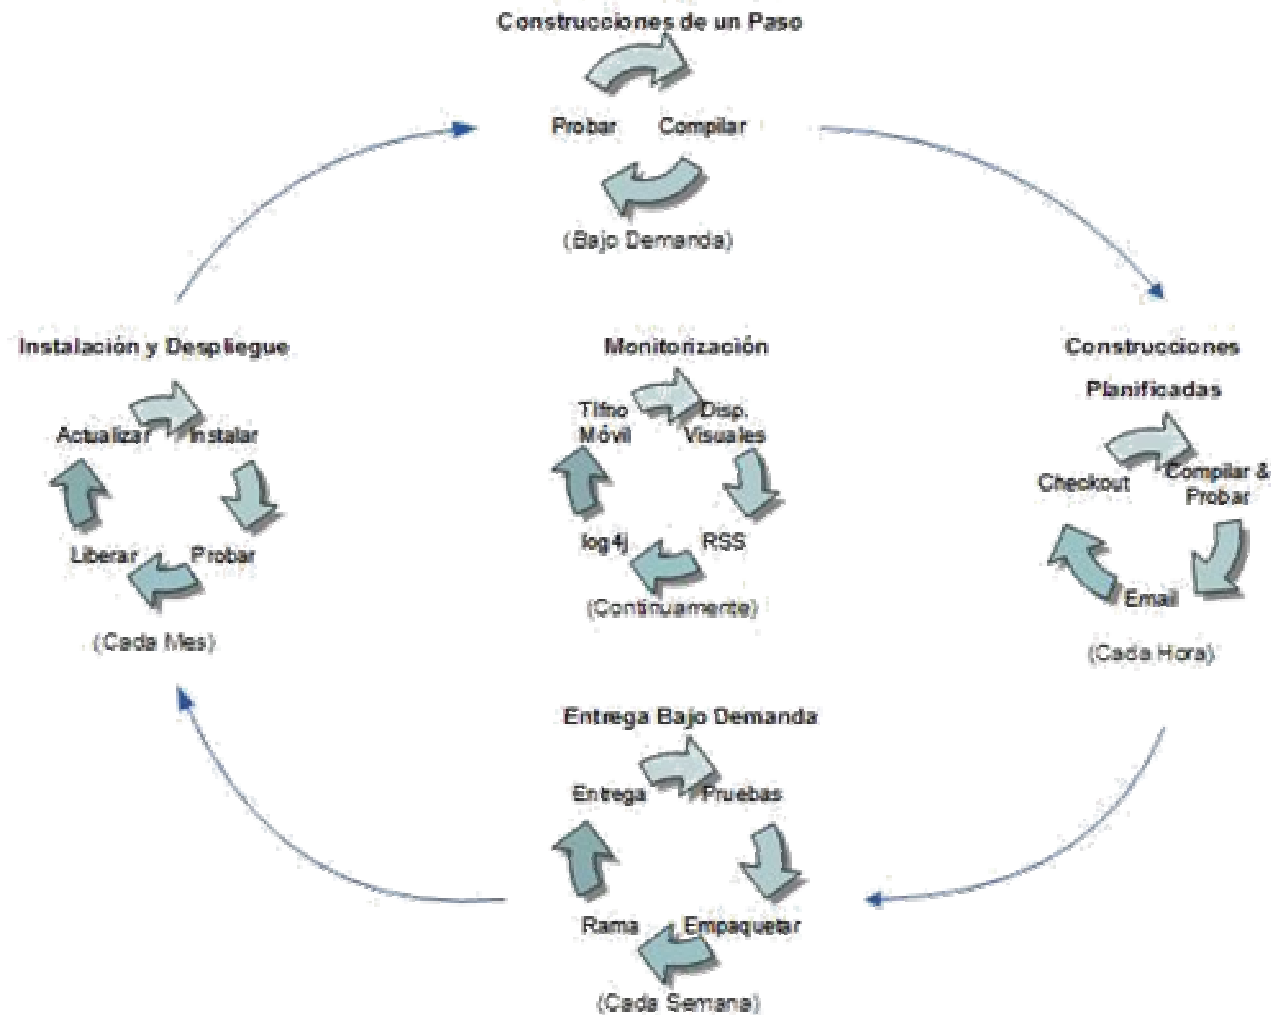 Construcciones de un Paso
Probar
Compilar
(Bajo Demanda)
Instalación y Despliegue
Actualizar
Instalar
Liberar
Probar
(Cada Mes)
Monitorización
Tlfno
Móvil
Disp.
Visuales
log4j
RSS
(Continuamente)
Construcciones
Planificadas
Checkout
Compilar &
Probar
Email
(Cada Hora)
Entrega Bajo Demanda
Entrega
Pruebas
Rama
Empaquetar
(Cada Semana)